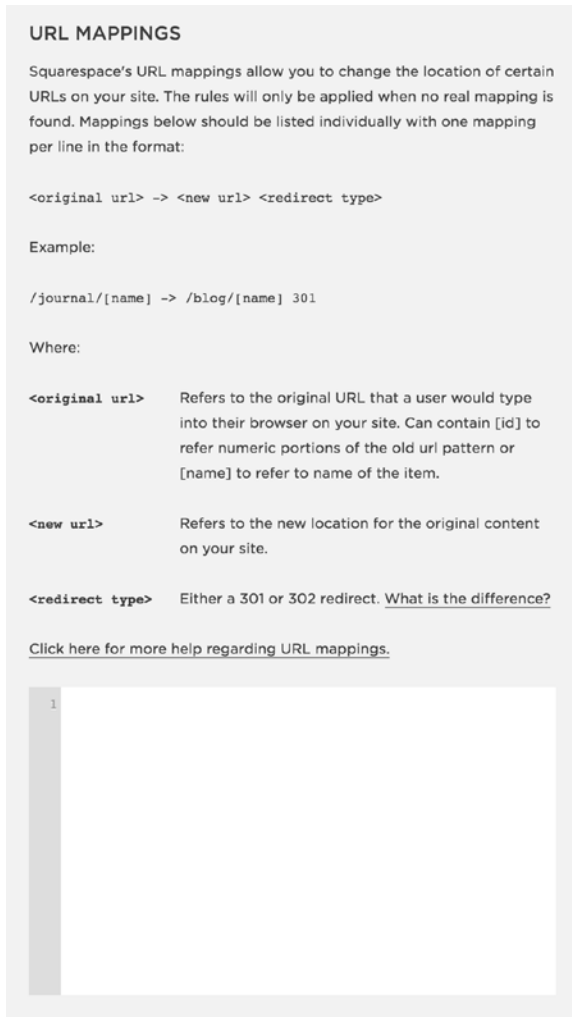 URL MAPPINGS
Squarespace's URL mappings allow you to change the location of certain
URLs on your site. The rules will only be applied when no real mapping is
found. Mappings below should be listed individually with one mapping
per line in the format:
<original url> -> <new url> <redirect type>
Example:
/journal/[name] -> /blog/[name] 301
Where:
<original url> Refers to the original URL that a user would type
into their browser on your site. Can contain [id] to
refer numeric portions of the old url pattern or
[name] to refer to name of the item.
<new url> Refers to the new location for the original content
on your site.
<redirect type> Either a 301 or 302 redirect. What is the difference?
Click here for more help regarding URL mappings.
1